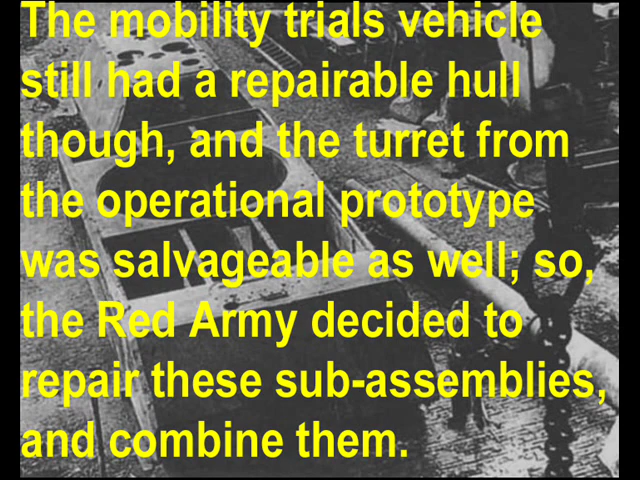 The mobility trials vehicle
still had a repairable hull
though, and the turret from
the operational prototype
was salvageable as well; so,
the Red Army decided to
repair these sub-assemblies,
and combine them.